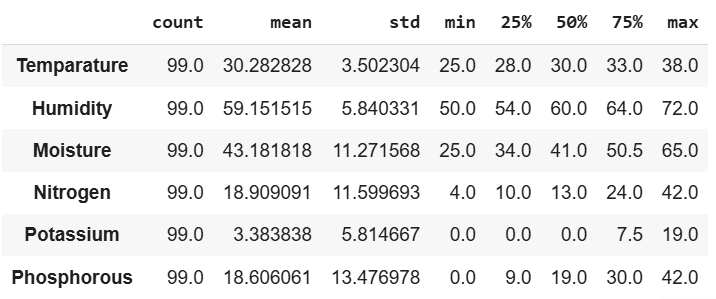 count mean std min 25% 50% 75% max
Temparature 99.0 30.282828 3.502304 25.0 28.0 30.0 33.0 38.0
Humidity 99.0 59.151515 5.840331 50.0 54.0 60.0 64.0 72.0
Moisture 99.0 43.181818 11.271568 25.0 34.0 41.0 50.5 65.0
Nitrogen 99.0 18.909091 11.599693 4.0 10.0 13.0 24.0 42.0
Potassium 99.0 3.383838 5.814667 0.0 0.0 0.0 7.5 19.0
Phosphorous 99.0 18.606061 13.476978 0.0 9.0 19.0 30.0 42.0